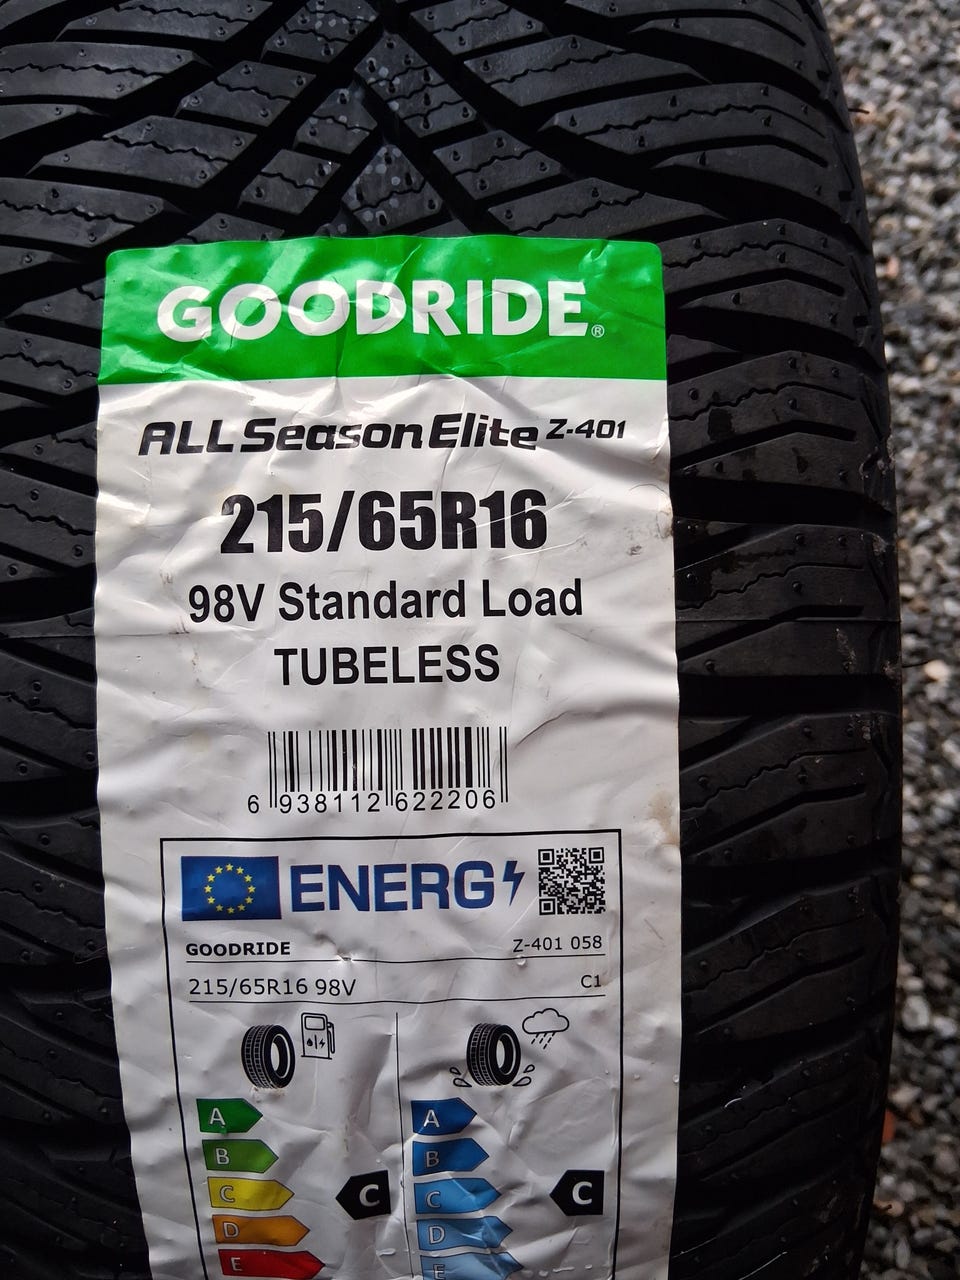 GOODRIDE®
ALL Season Elite Z-401
215/65R16
98V Standard Load
TUBELESS
6 938112 622206
ENERG
GOODRIDE Z-401 058
215/65R16 98V C1
A A
B B
C C C C
D D
E E